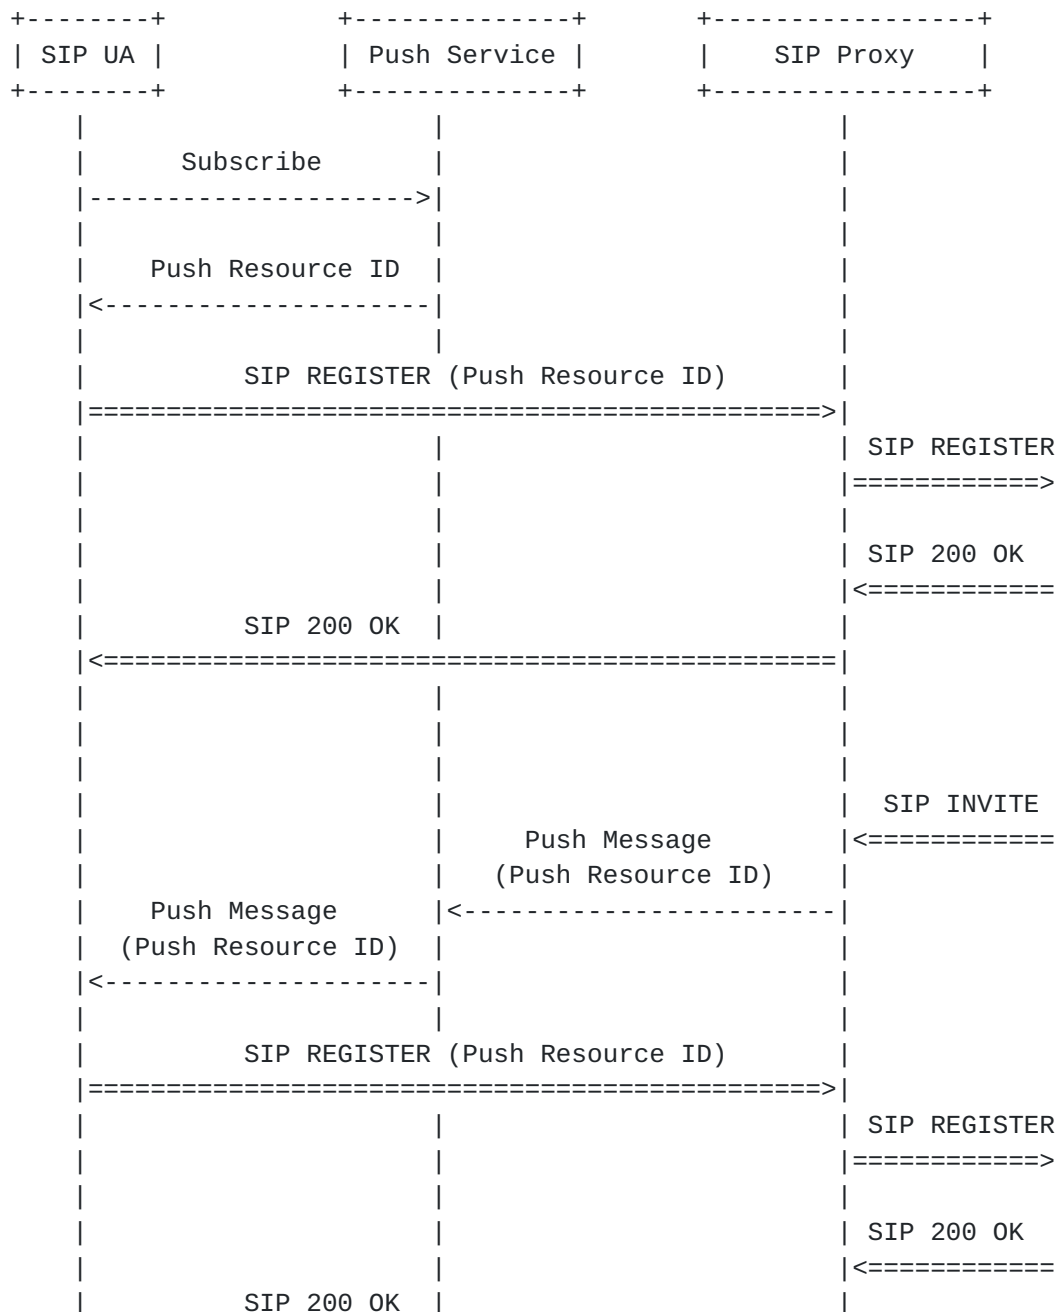 +--------+           +--------------+       +-----------------+
| SIP UA |           | Push Service |       |    SIP Proxy    |
+--------+           +--------------+       +-----------------+
    |                      |                         |
    |      Subscribe       |                         |
    |--------------------->|                         |
    |                      |                         |
    |    Push Resource ID  |                         |
    |<---------------------|                         |
    |                      |                         |
    |          SIP REGISTER (Push Resource ID)       |
    |===============================================>|
    |                      |                         | SIP REGISTER
    |                      |                         |============>
    |                      |                         |
    |                      |                         | SIP 200 OK
    |                      |                         |<============
    |          SIP 200 OK  |                         |
    |<===============================================|
    |                      |                         |
    |                      |                         |
    |                      |                         |
    |                      |                         |  SIP INVITE
    |                      |     Push Message        |<============
    |                      |   (Push Resource ID)    |
    |    Push Message      |<------------------------|
    |  (Push Resource ID)  |                         |
    |<---------------------|                         |
    |                      |                         |
    |          SIP REGISTER (Push Resource ID)       |
    |===============================================>|
    |                      |                         | SIP REGISTER
    |                      |                         |============>
    |                      |                         |
    |                      |                         | SIP 200 OK
    |                      |                         |<============
    |          SIP 200 OK  |                         |